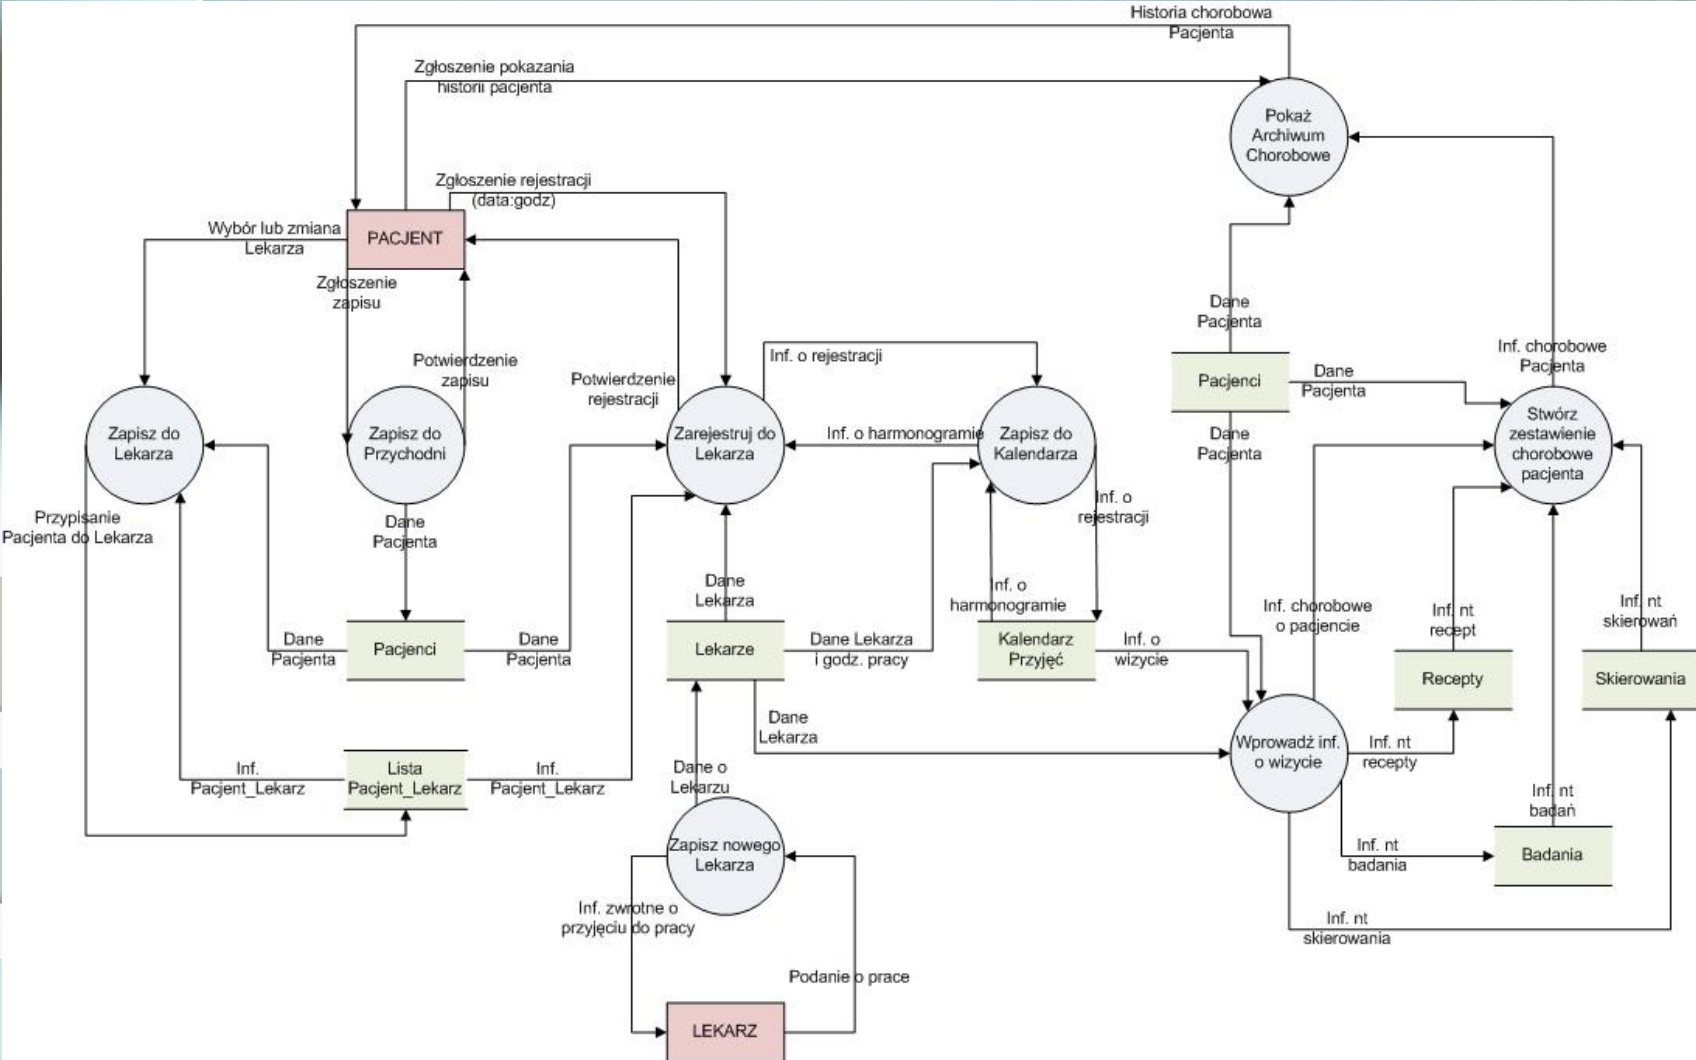 Historia chorobowa
Pacjenta
Zgłoszenie pokazania
historii pacjenta
Pokaż
Archiwum
Chorobowe
Zgłoszenie rejestracji
(data:godz)
Wybór lub zmiana
Lekarza
PACJENT
Zgłoszenie
zapisu
Potwierdzenie
zapisu
Potwierdzenie
rejestracji
Inf. o rejestracji
Dane
Pacjenta
Pacjenci
Dane
Pacjenta
Inf. chorobowe
Pacjenta
Zapisz do
Lekarza
Zapisz do
Przychodni
Zarejestruj do
Lekarza
Inf. o harmonogramie
Zapisz do
Kalendarza
Dane
Pacjenta
Stwórz
zestawienie
chorobowe
pacjenta
Przypisanie
Pacjenta do Lekarza
Dane
Pacjenta
Inf. o
rejestracji
Dane
Lekarza
Inf. o
harmonogramie
Inf. chorobowe
o pacjencie
Inf. nt
recept
Inf. nt
skierowań
Dane
Pacjenta
Pacjenci
Dane
Pacjenta
Lekarze
Dane Lekarza
i godz. pracy
Kalendarz
Przyjęć
Inf. o
wizycie
Recepty
Skierowania
Dane
Lekarza
Wprowadź inf.
o wizycie
Inf. nt
recepty
Inf.
Pacjent_Lekarz
Lista
Pacjent_Lekarz
Inf.
Pacjent_Lekarz
Dane o
Lekarzu
Inf. nt
badań
Zapisz nowego
Lekarza
Inf. nt
badania
Badania
Inf. zwrotne o
przyjęciu do pracy
Inf. nt
skierowania
Podanie o prace
LEKARZ